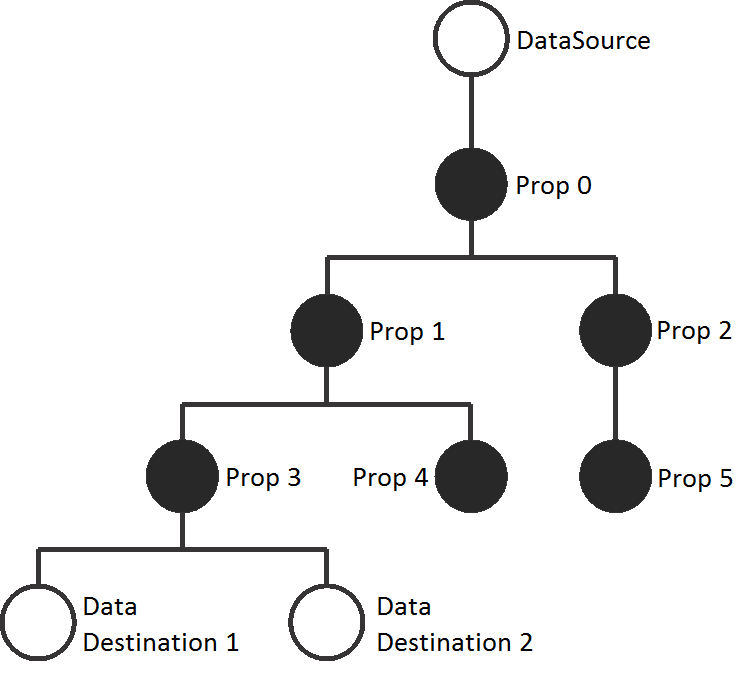 DataSource
Prop 0
Prop 1
Prop 2
Prop 3
Prop 4
Prop 5
Data
Destination 1
Data
Destination 2